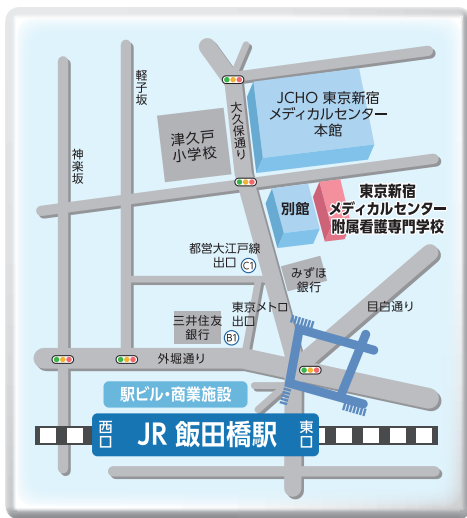 軽子坂
神楽坂
大久保通り
JCHO 東京新宿
メディカルセンター
本館
津久戸
小学校
別館
東京新宿
メディカルセンター
附属看護専門学校
都営大江戸線
出口 C1
みずほ
銀行
目白通り
東京メトロ
出口
B1
三井住友
銀行
外堀通り
駅ビル・商業施設
西口
JR 飯田橋駅
東口